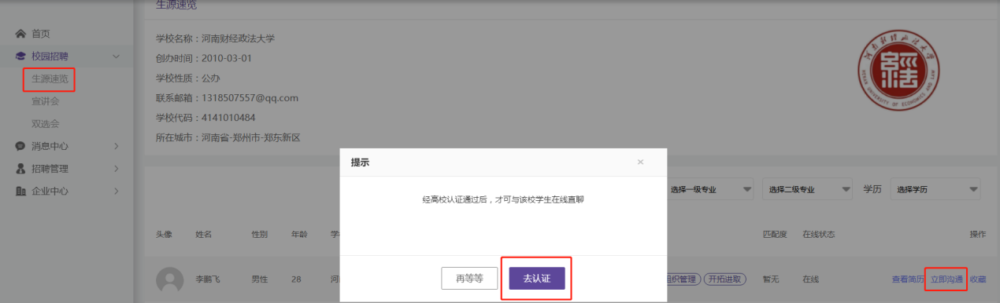 生源速览
首页
校园招聘
生源速览
宣讲会
双选会
消息中心
招聘管理
企业中心
学校名称：河南财经政法大学
创办时间：2010-03-01
学校性质：公办
联系邮箱：1318507557@qq.com
学校代码：4141010484
所在城市：河南省-郑州市-郑东新区
提示 ×
经高校认证通过后，才可与该校学生在线直聊
再等等 去认证
选择一级专业 选择二级专业 学历 选择学历
头像 姓名 性别 年龄 匹配度 在线状态 操作
李鹏飞 男性 28 河 组织管理 开拓进取 暂无 在线 查看简历 立即沟通 收藏